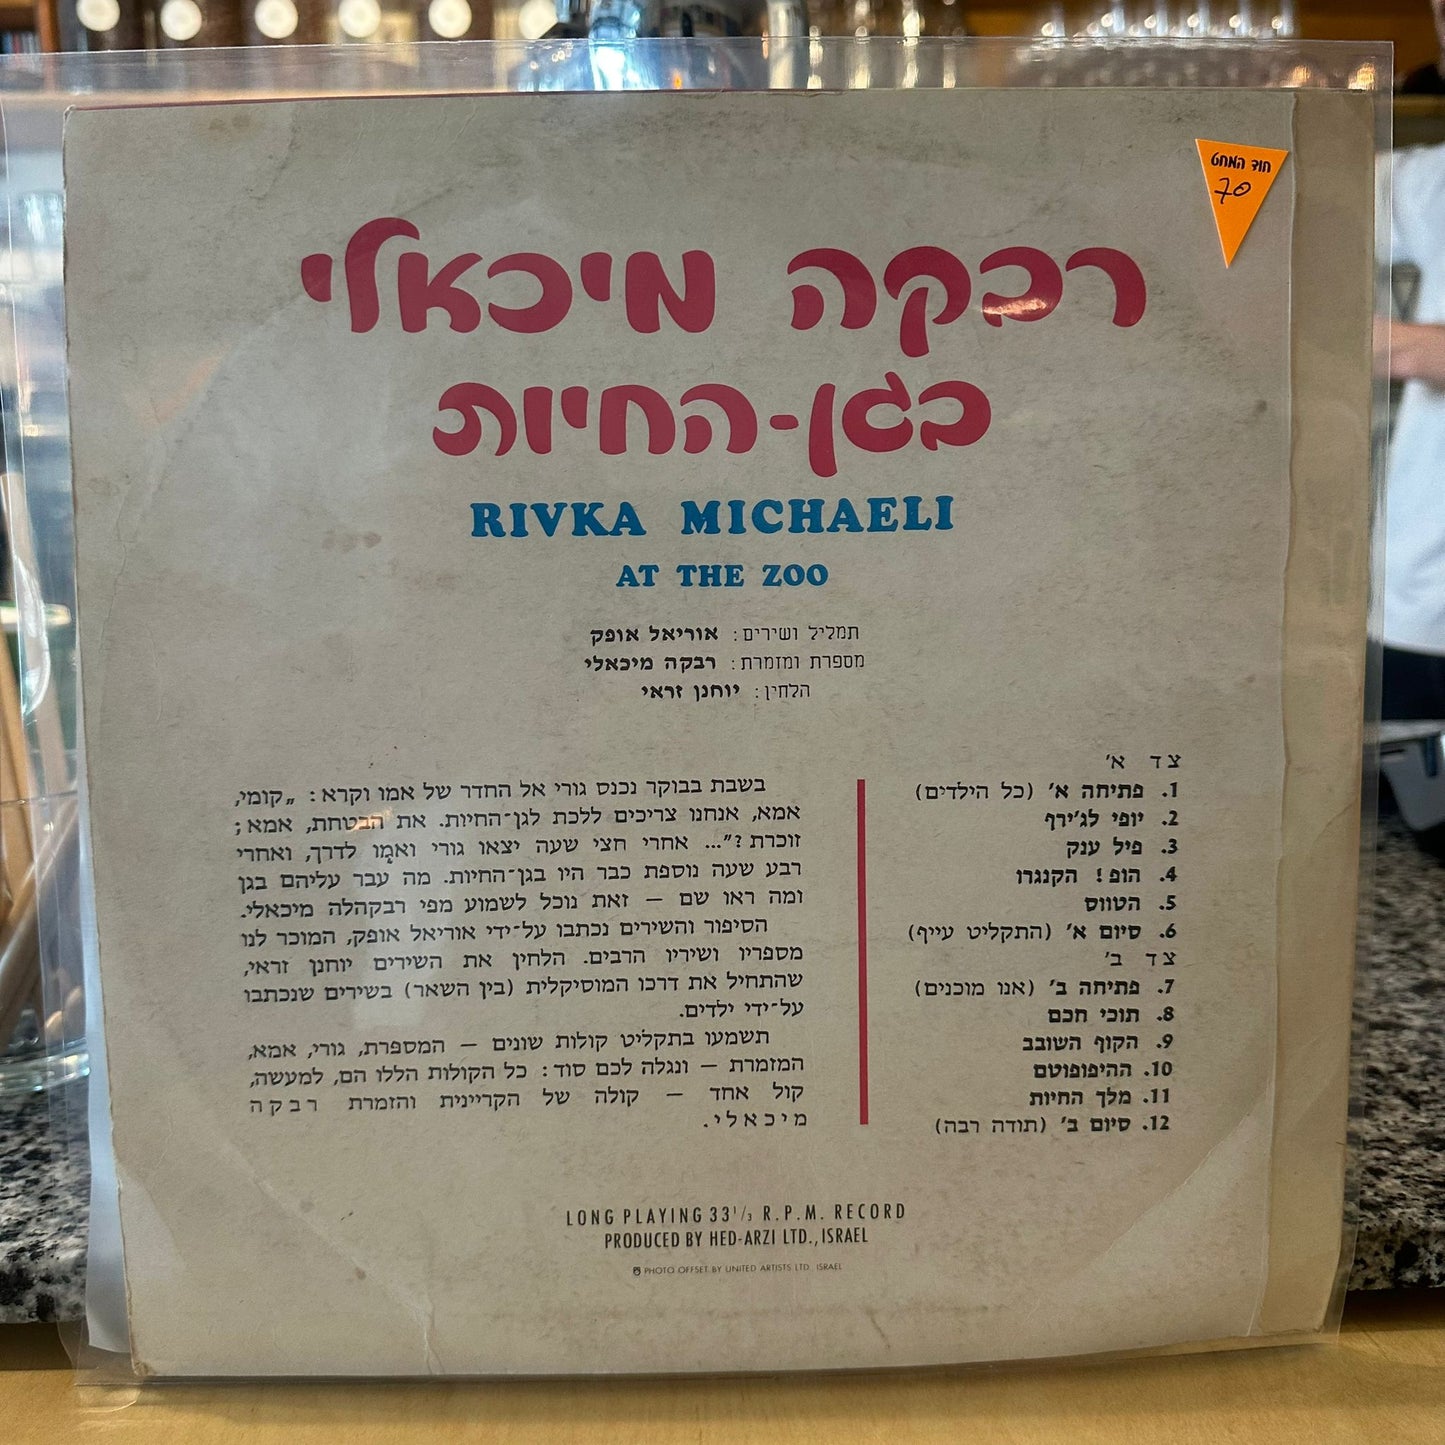 חוד המחט
70
רבקה מיכאלי
בגן-החיות
RIVKA MICHAELI
AT THE ZOO
תמליל ושירים: אוריאל אופק
מספרת ומזמרת: רבקה מיכאלי
הלחין: יוחנן זראי
צד א׳
1. פתיחה א׳ (כל הילדים)
2. יופי לג׳ירף
3. פיל ענק
4. הופ! הקנגרו
5. הטווס
6. סיום א׳ (התקליט עייף)
צד ב׳
7. פתיחה ב׳ (אנו מוכנים)
8. תוכי חכם
9. הקוף השובב
10. ההיפופוטם
11. מלך החיות
12. סיום ב׳ (תודה רבה)
בשבת בבוקר נכנס גורי אל החדר של אמו וקרא: „קומי,
אמא, אנחנו צריכים ללכת לגן־החיות. את הבטחת, אמא;
זוכרת?”... אחרי חצי שעה יצאו גורי ואמו לדרך, ואחרי
רבע שעה נוספת כבר היו בגן־החיות. מה עבר עליהם בגן
ומה ראו שם — זאת נוכל לשמוע מפי רבקהלה מיכאלי.
הסיפור והשירים נכתבו על־ידי אוריאל אופק, המוכר לנו
מספריו ושיריו הרבים. הלחין את השירים יוחנן זראי,
שהתחיל את דרכו המוסיקלית (בין השאר) בשירים שנכתבו
על־ידי ילדים.
תשמעו בתקליט קולות שונים — המספרת, גורי, אמא,
המזמרת — ונגלה לכם סוד: כל הקולות הללו הם, למעשה,
קול אחד — קולה של הקריינית והזמרת רבקה
מיכאלי.
LONG PLAYING 33 1/3 R.P.M. RECORD
PRODUCED BY HED-ARZI LTD., ISRAEL
PHOTO OFFSET BY UNITED ARTISTS LTD. ISRAEL